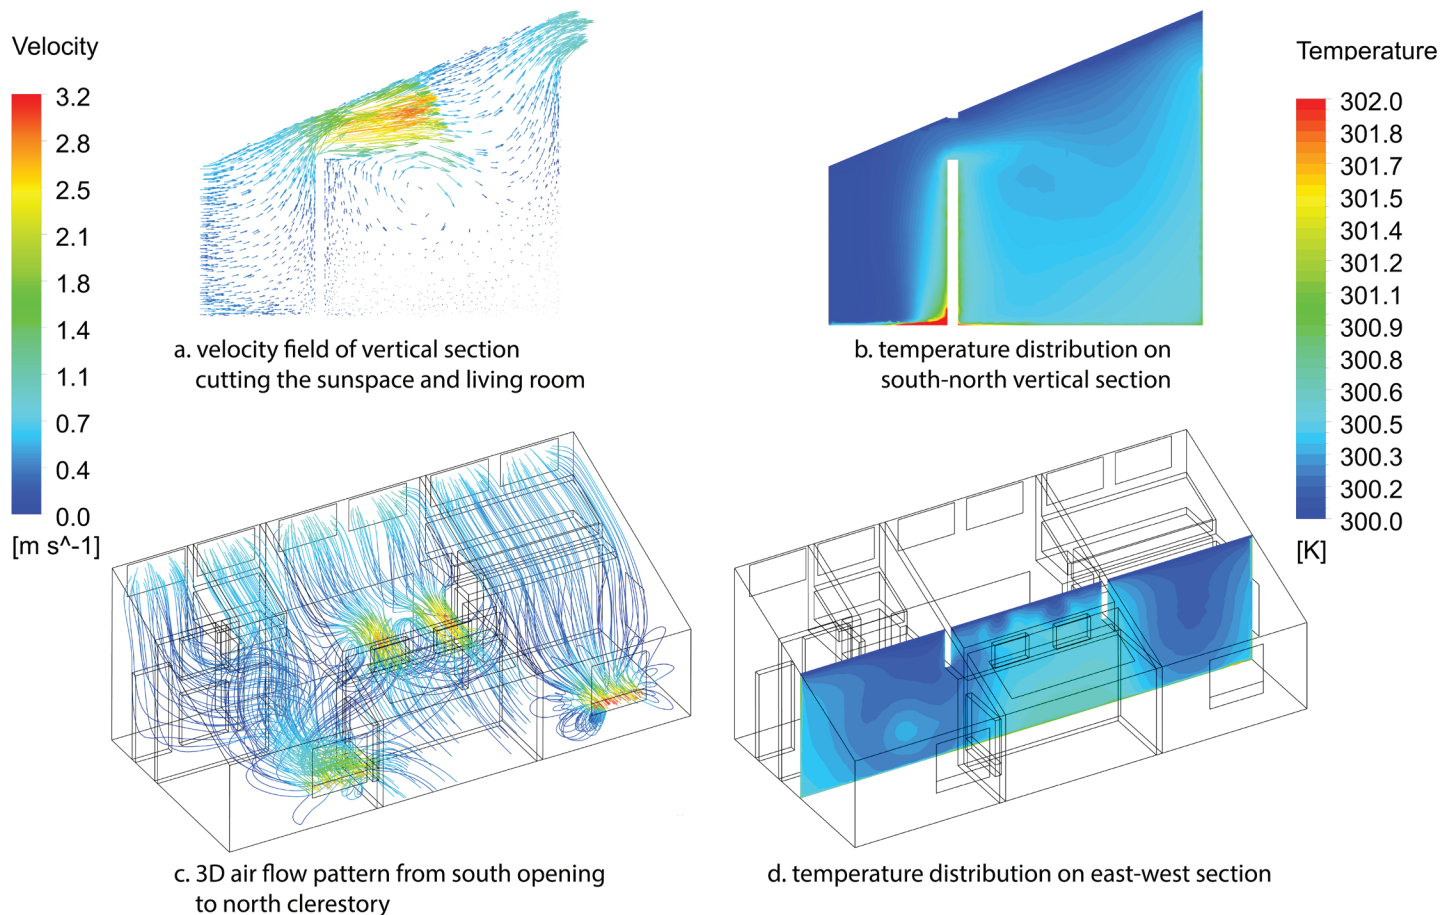 Velocity
3.2
2.8
2.5
2.1
1.8
1.4
1.1
0.7
0.4
0.0
[m s^-1]
Temperature
302.0
301.8
301.7
301.5
301.4
301.2
301.1
300.9
300.8
300.6
300.5
300.3
300.2
300.0
[K]
a. velocity field of vertical section
cutting the sunspace and living room
b. temperature distribution on
south-north vertical section
c. 3D air flow pattern from south opening
to north clerestory
d. temperature distribution on east-west section